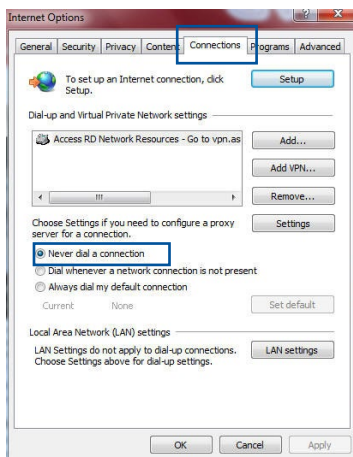 Internet Options
General Security Privacy Content Connections Programs Advanced
To set up an Internet connection, click
Setup.
Setup
Dial-up and Virtual Private Network settings
Access RD Network Resources - Go to vpn.as
Add...
Add VPN...
Remove...
Choose Settings if you need to configure a proxy
server for a connection.
Settings
Never dial a connection
Dial whenever a network connection is not present
Always dial my default connection
Current None
Set default
Local Area Network (LAN) settings
LAN Settings do not apply to dial-up connections.
Choose Settings above for dial-up settings.
LAN settings
OK Cancel Apply